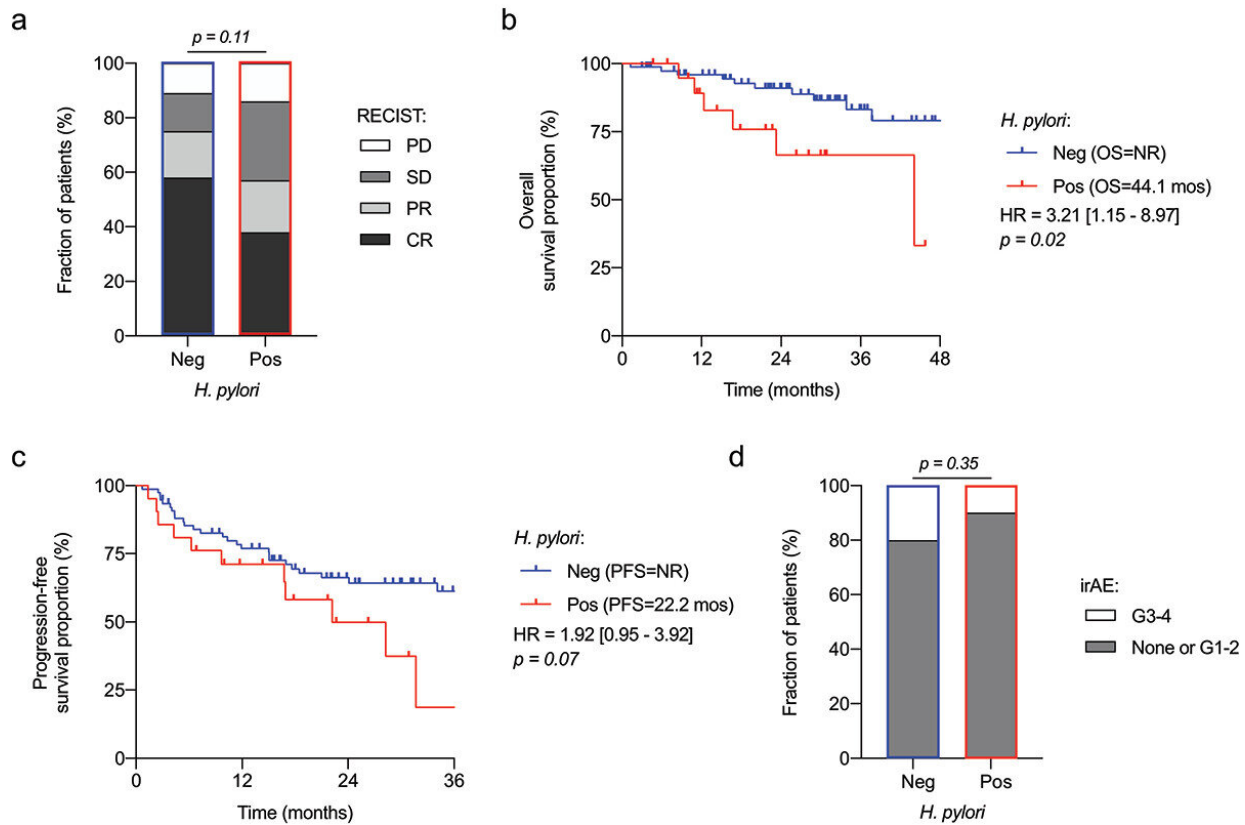 a
p = 0.11
Fraction of patients (%)
100
80
60
40
20
0
Neg
Pos
H. pylori
RECIST:
PD
SD
PR
CR
b
Overall
survival proportion (%)
100
75
50
25
0
0
12
24
36
48
Time (months)
H. pylori:
Neg (OS=NR)
Pos (OS=44.1 mos)
HR = 3.21 [1.15 - 8.97]
p = 0.02
c
Progression-free
survival proportion (%)
100
75
50
25
0
0
12
24
36
Time (months)
H. pylori:
Neg (PFS=NR)
Pos (PFS=22.2 mos)
HR = 1.92 [0.95 - 3.92]
p = 0.07
d
p = 0.35
Fraction of patients (%)
100
80
60
40
20
0
Neg
Pos
H. pylori
irAE:
G3-4
None or G1-2